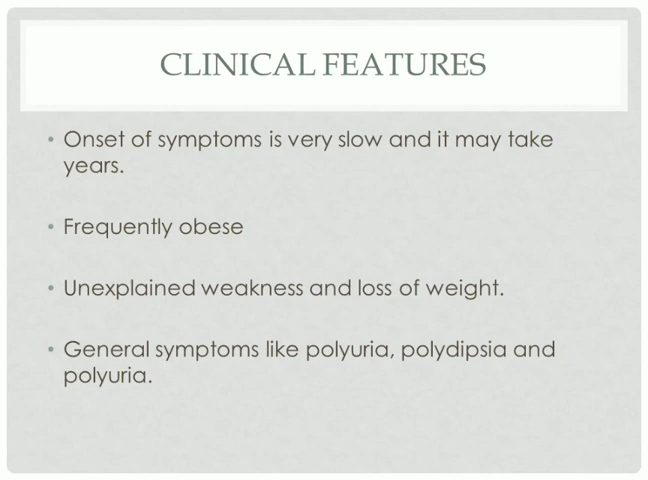 CLINICAL FEATURES
• Onset of symptoms is very slow and it may take
years.
• Frequently obese
• Unexplained weakness and loss of weight.
• General symptoms like polyuria, polydipsia and
polyuria.